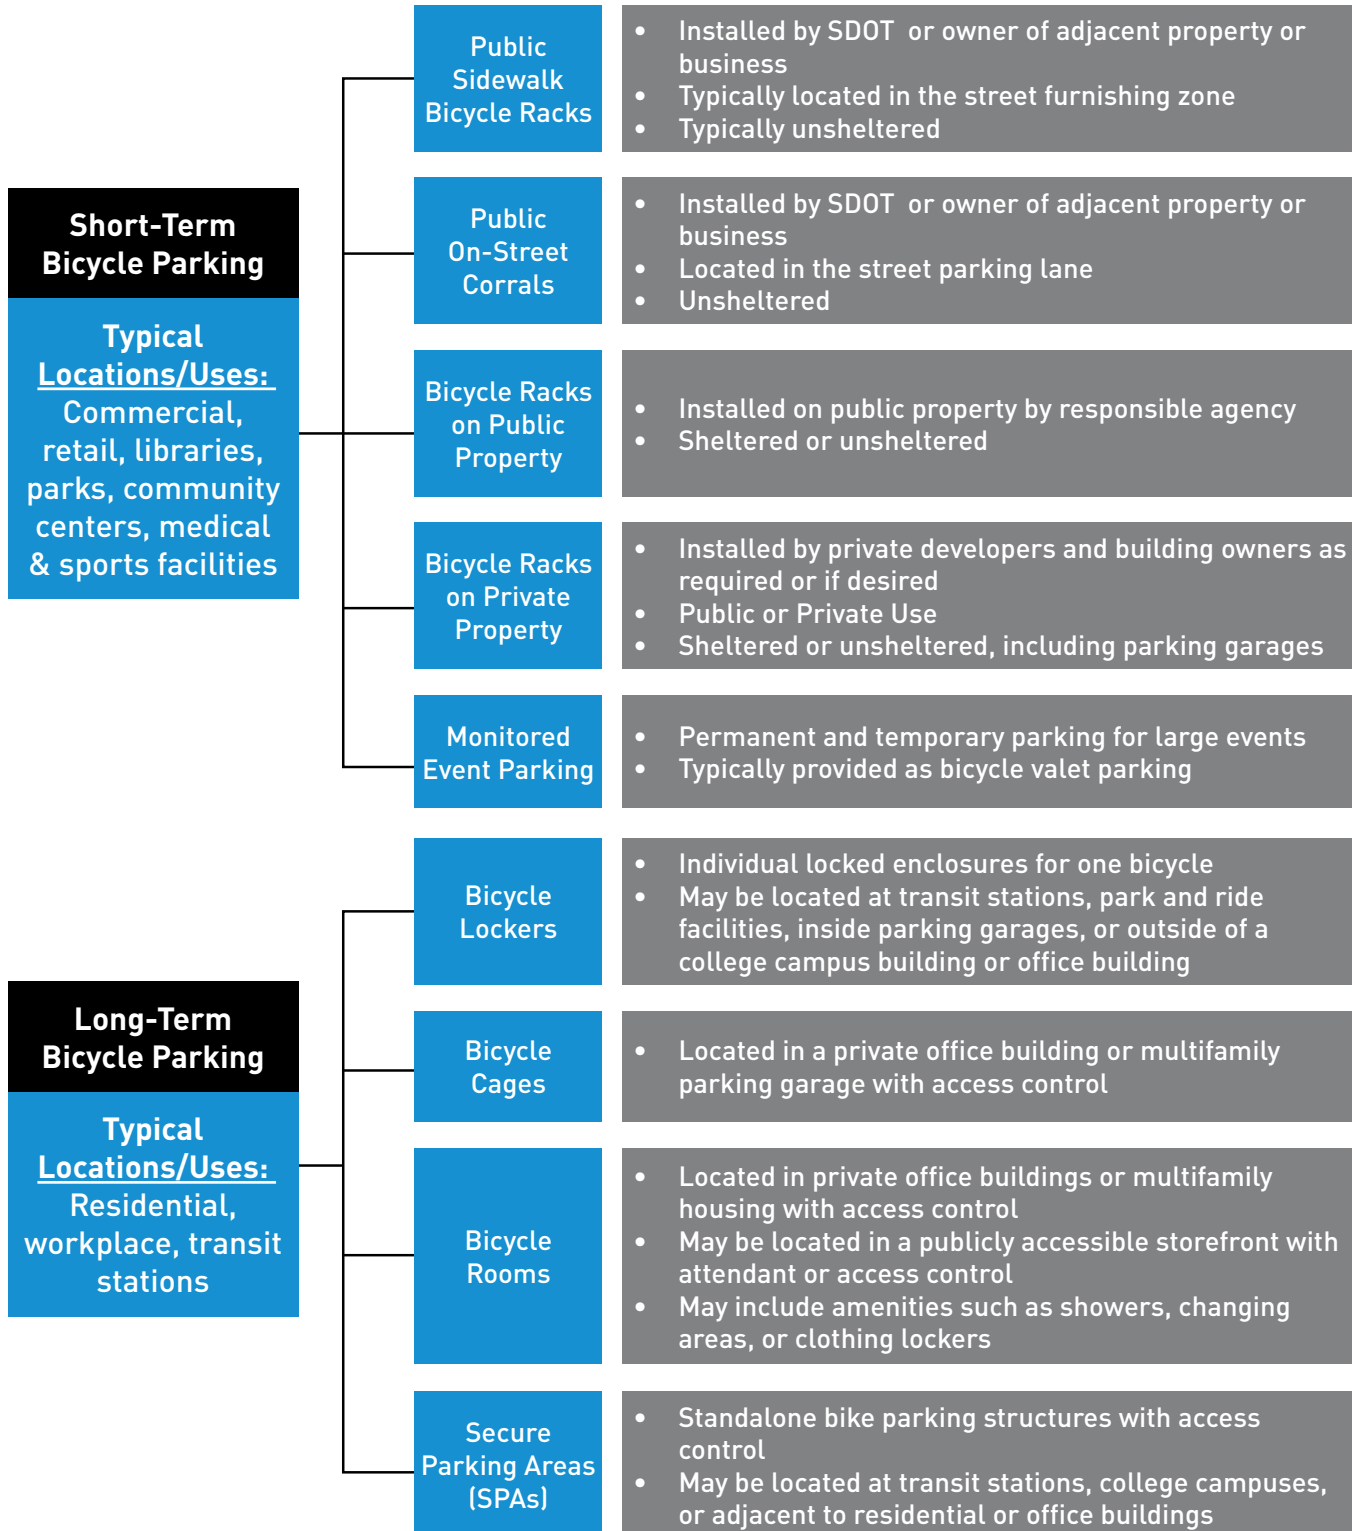 Short-Term
Bicycle Parking
Typical
Locations/Uses:
Commercial,
retail, libraries,
parks, community
centers, medical
& sports facilities
Public
Sidewalk
Bicycle Racks
• Installed by SDOT or owner of adjacent property or
business
• Typically located in the street furnishing zone
• Typically unsheltered
Public
On-Street
Corrals
• Installed by SDOT or owner of adjacent property or
business
• Located in the street parking lane
• Unsheltered
Bicycle Racks
on Public
Property
• Installed on public property by responsible agency
• Sheltered or unsheltered
Bicycle Racks
on Private
Property
• Installed by private developers and building owners as
required or if desired
• Public or Private Use
• Sheltered or unsheltered, including parking garages
Monitored
Event Parking
• Permanent and temporary parking for large events
• Typically provided as bicycle valet parking
Long-Term
Bicycle Parking
Typical
Locations/Uses:
Residential,
workplace, transit
stations
Bicycle
Lockers
• Individual locked enclosures for one bicycle
• May be located at transit stations, park and ride
facilities, inside parking garages, or outside of a
college campus building or office building
Bicycle
Cages
• Located in a private office building or multifamily
parking garage with access control
Bicycle
Rooms
• Located in private office buildings or multifamily
housing with access control
• May be located in a publicly accessible storefront with
attendant or access control
• May include amenities such as showers, changing
areas, or clothing lockers
Secure
Parking Areas
(SPAs)
• Standalone bike parking structures with access
control
• May be located at transit stations, college campuses,
or adjacent to residential or office buildings